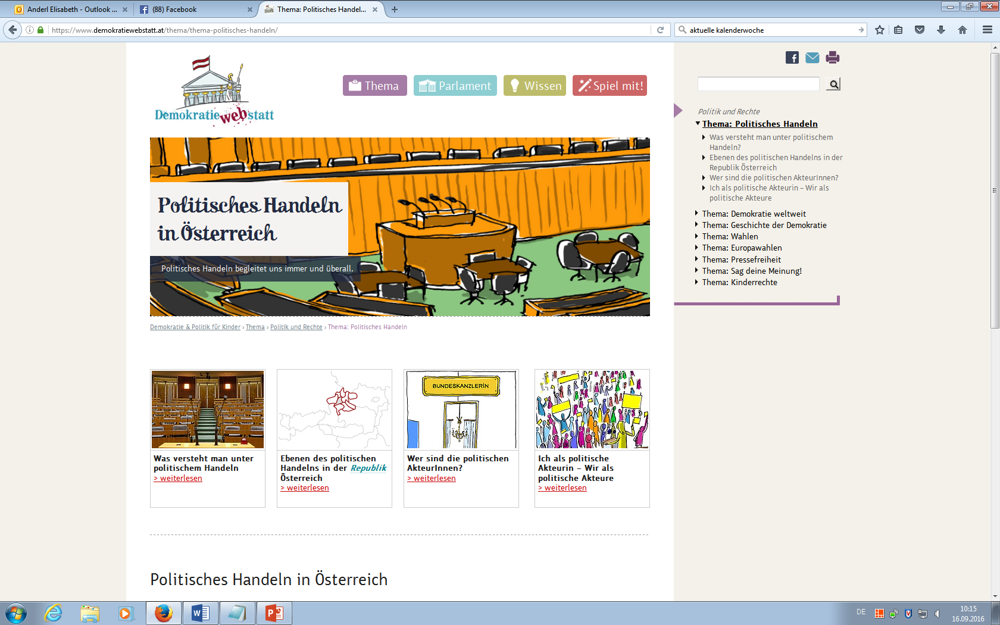 Anderl Elisabeth - Outlook ...
(88) Facebook
Thema: Politisches Handel...
https://www.demokratiewebstatt.at/thema/thema-politisches-handeln/
aktuelle kalenderwoche
Demokratiewebstatt
Thema
Parlament
Wissen
Spiel mit!
Politisches Handeln
in Österreich
Politisches Handeln begleitet uns immer und überall.
Demokratie & Politik für Kinder › Thema › Politik und Rechte › Thema: Politisches Handeln
Politik und Rechte
Thema: Politisches Handeln
Was versteht man unter politischem
Handeln?
Ebenen des politischen Handelns in der
Republik Österreich
Wer sind die politischen AkteurInnen?
Ich als politische Akteurin – Wir als
politische Akteure
Thema: Demokratie weltweit
Thema: Geschichte der Demokratie
Thema: Wahlen
Thema: Europawahlen
Thema: Pressefreiheit
Thema: Sag deine Meinung!
Thema: Kinderrechte
Was versteht man unter
politischem Handeln
> weiterlesen
Ebenen des politischen
Handelns in der Republik
Österreich
> weiterlesen
BUNDESKANZLERIN
Wer sind die politischen
AkteurInnen?
> weiterlesen
Ich als politische
Akteurin – Wir als
politische Akteure
> weiterlesen
Politisches Handeln in Österreich
DE
10:15
16.09.2016